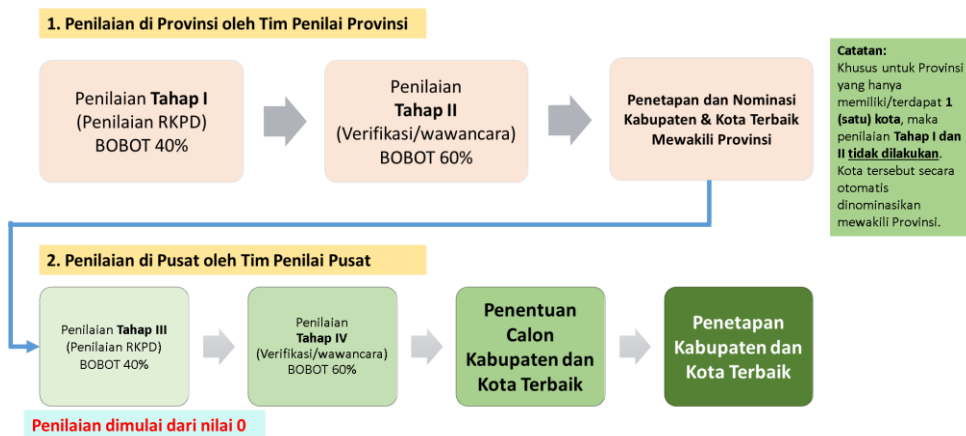 1. Penilaian di Provinsi oleh Tim Penilai Provinsi
Penilaian Tahap I
(Penilaian RKPD)
BOBOT 40%
Penilaian
Tahap II
(Verifikasi/wawancara)
BOBOT 60%
Penetapan dan Nominasi
Kabupaten & Kota Terbaik
Mewakili Provinsi
Catatan:
Khusus untuk Provinsi
yang hanya
memiliki/terdapat 1
(satu) kota, maka
penilaian Tahap I dan
II tidak dilakukan.
Kota tersebut secara
otomatis
dinominasikan
mewakili Provinsi.
2. Penilaian di Pusat oleh Tim Penilai Pusat
Penilaian Tahap III
(Penilaian RKPD)
BOBOT 40%
Penilaian
Tahap IV
(Verifikasi/wawancara)
BOBOT 60%
Penentuan
Calon
Kabupaten dan
Kota Terbaik
Penetapan
Kabupaten dan
Kota Terbaik
Penilaian dimulai dari nilai 0